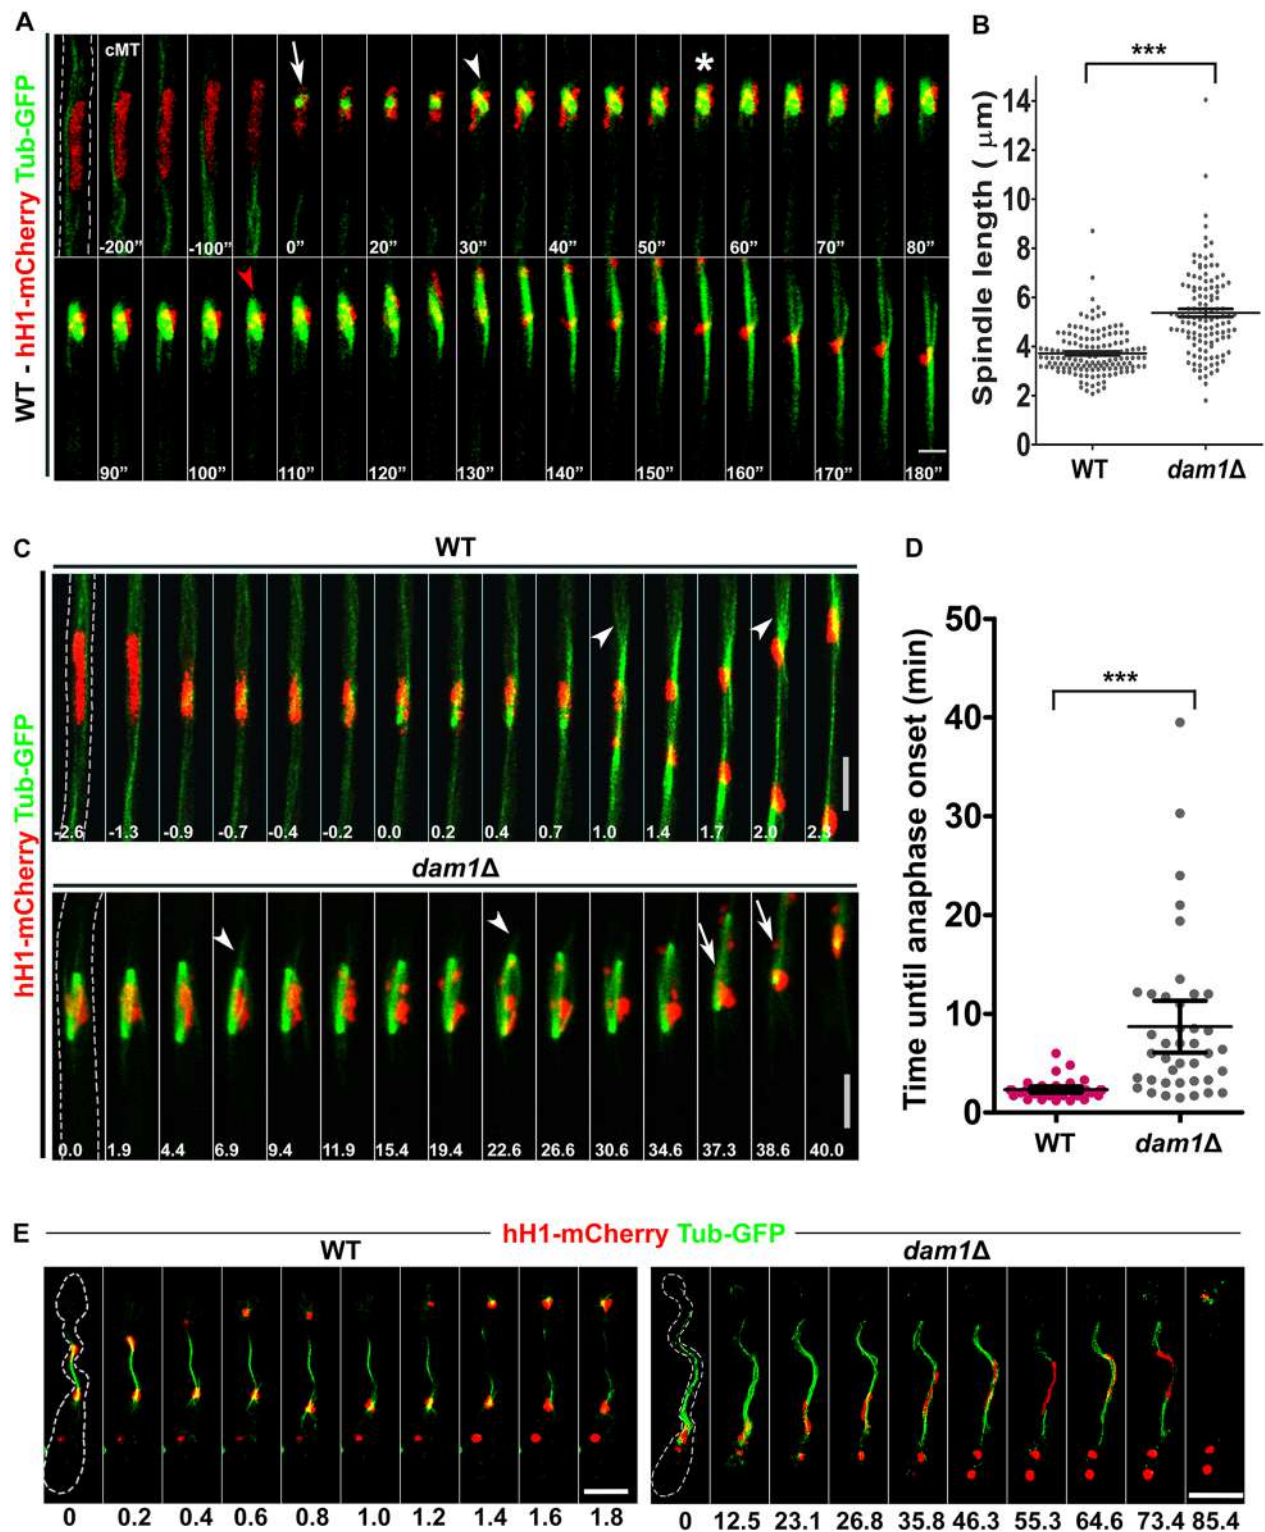 A
B
WT - hH1-mCherry Tub-GFP
cMT
*
-200” -100” 0” 20” 30” 40” 50” 60” 70” 80”
90” 100” 110” 120” 130” 140” 150” 160” 170” 180”
***
Spindle length ( μm)
14
12
10
8
6
4
2
0
WT dam1Δ
C
D
hH1-mCherry Tub-GFP
WT
-2.6 -1.3 -0.9 -0.7 -0.4 -0.2 0.0 0.2 0.4 0.7 1.0 1.4 1.7 2.0 2.3
dam1Δ
0.0 1.9 4.4 6.9 9.4 11.9 15.4 19.4 22.6 26.6 30.6 34.6 37.3 38.6 40.0
***
Time until anaphase onset (min)
50
40
30
20
10
0
WT dam1Δ
E
hH1-mCherry Tub-GFP
WT dam1Δ
0 0.2 0.4 0.6 0.8 1.0 1.2 1.4 1.6 1.8
0 12.5 23.1 26.8 35.8 46.3 55.3 64.6 73.4 85.4